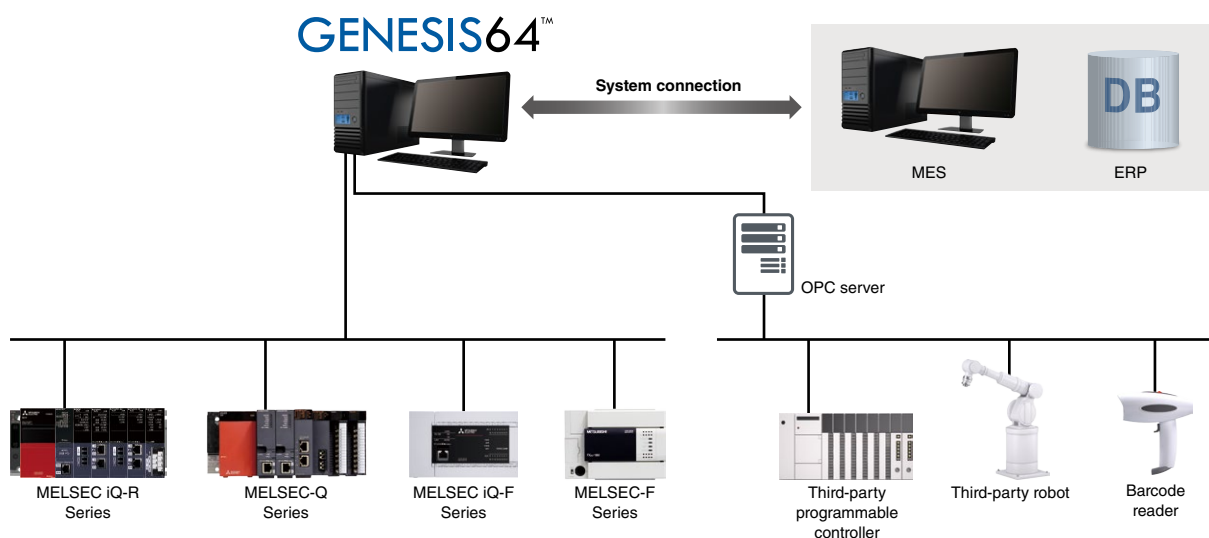 GENESIS64™
System connection
DB
MES
ERP
OPC server
MELSEC iQ-R
Series
MELSEC-Q
Series
MELSEC iQ-F
Series
MELSEC-F
Series
Third-party
programmable
controller
Third-party robot
Barcode
reader
MITSUBISHI